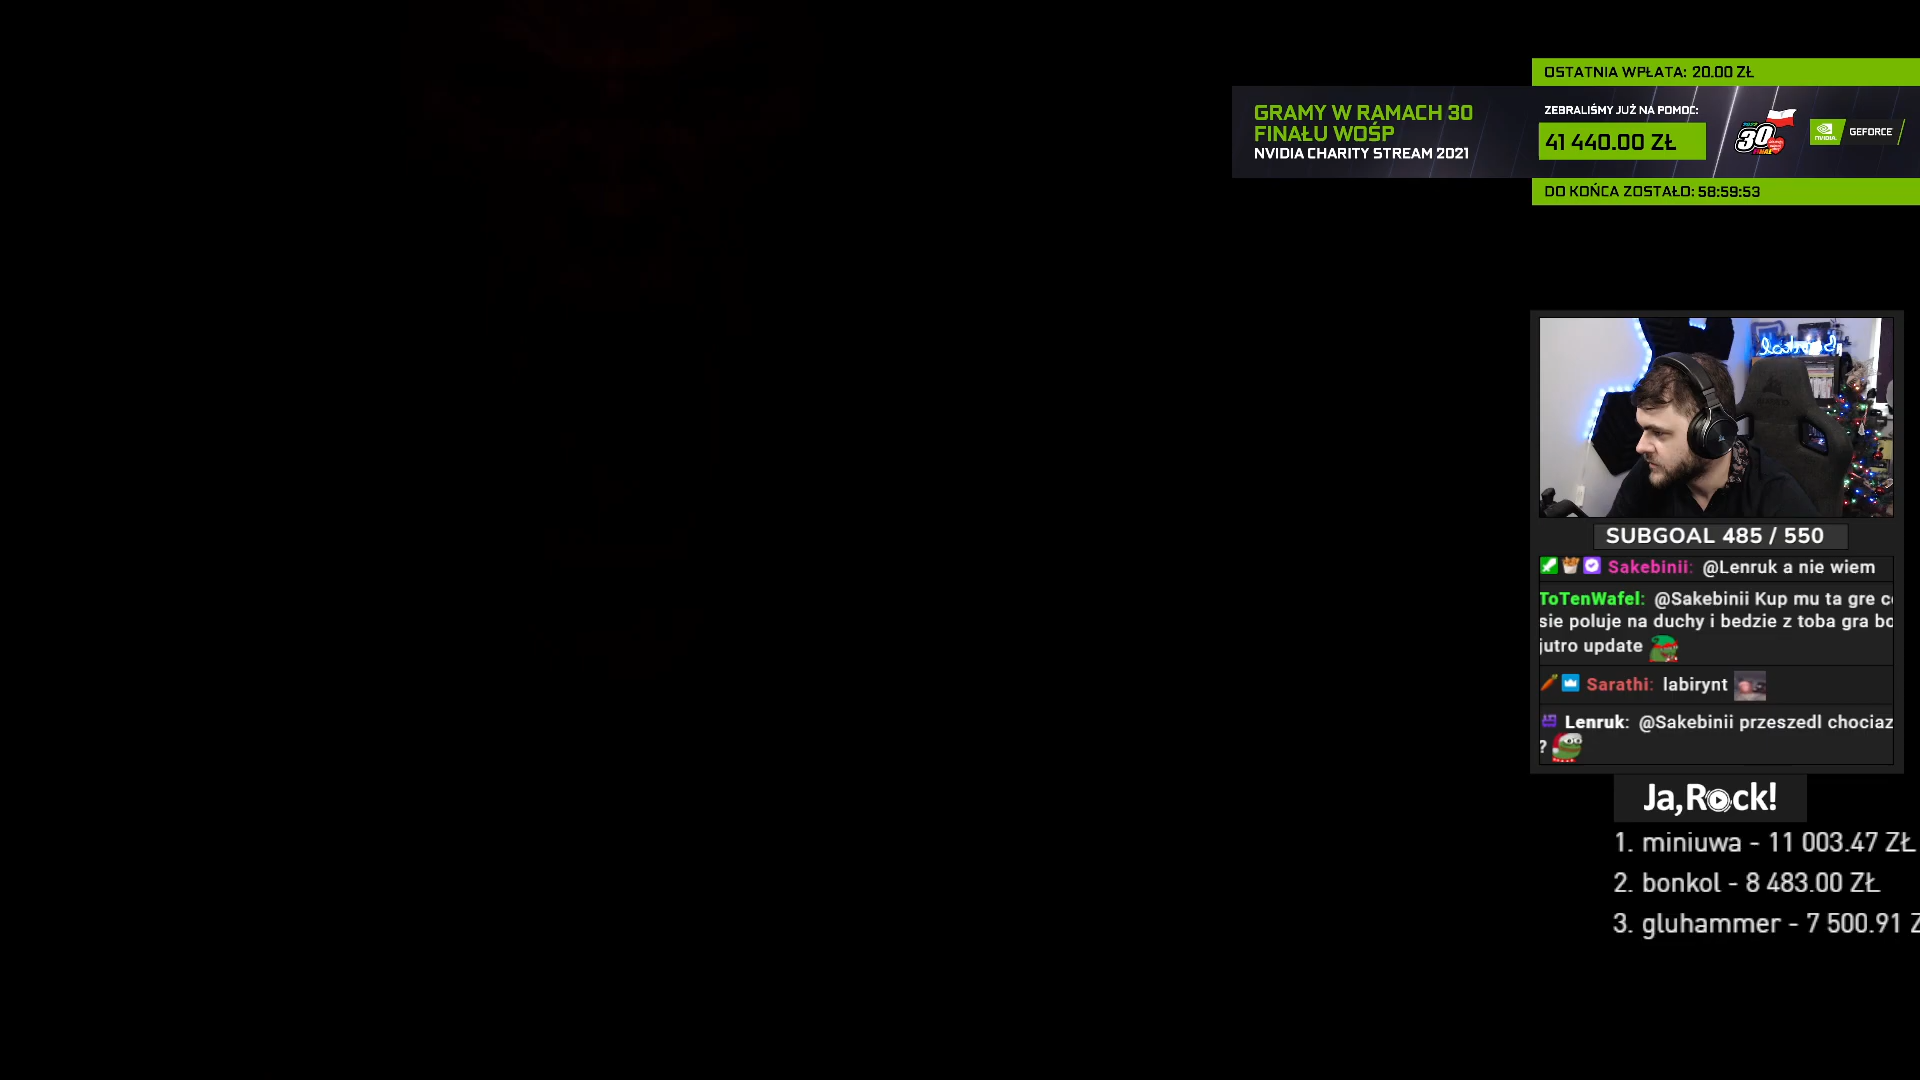 OSTATNIA WPŁATA: 20.00 ZŁ
GRAMY W RAMACH 30
FINAŁU WOŚP
NVIDIA CHARITY STREAM 2021
ZEBRALIŚMY JUŻ NA POMOC:
41 440.00 ZŁ
30
FINAŁ
NVIDIA
GEFORCE
DO KOŃCA ZOSTAŁO: 58:59:53
SUBGOAL 485 / 550
Sakebinii: @Lenruk a nie wiem
ToTenWafel: @Sakebinii Kup mu ta gre
sie poluje na duchy i bedzie z toba gra
jutro update
Sarathi: labirynt
Lenruk: @Sakebinii przeszedl chociaz
?
Ja,Rock!
1. miniuwa - 11 003.47 ZŁ
2. bonkol - 8 483.00 ZŁ
3. gluhammer - 7 500.91